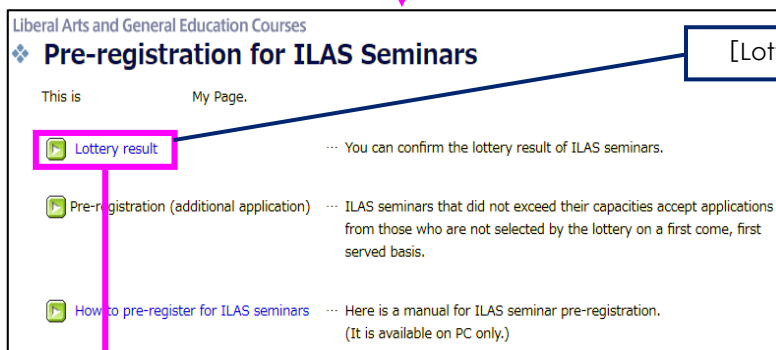 Liberal Arts and General Education Courses
Pre-registration for ILAS Seminars
[Lot
This is My Page.
Lottery result ··· You can confirm the lottery result of ILAS seminars.
Pre-registration (additional application) ··· ILAS seminars that did not exceed their capacities accept applications
from those who are not selected by the lottery on a first come, first
served basis.
How to pre-register for ILAS seminars ··· Here is a manual for ILAS seminar pre-registration.
(It is available on PC only.)